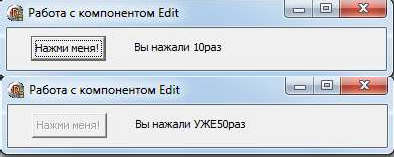 Работа с компонентом Edit
Нажми меня! Вы нажали 10раз
Работа с компонентом Edit
Нажми меня! Вы нажали УЖЕ50раз